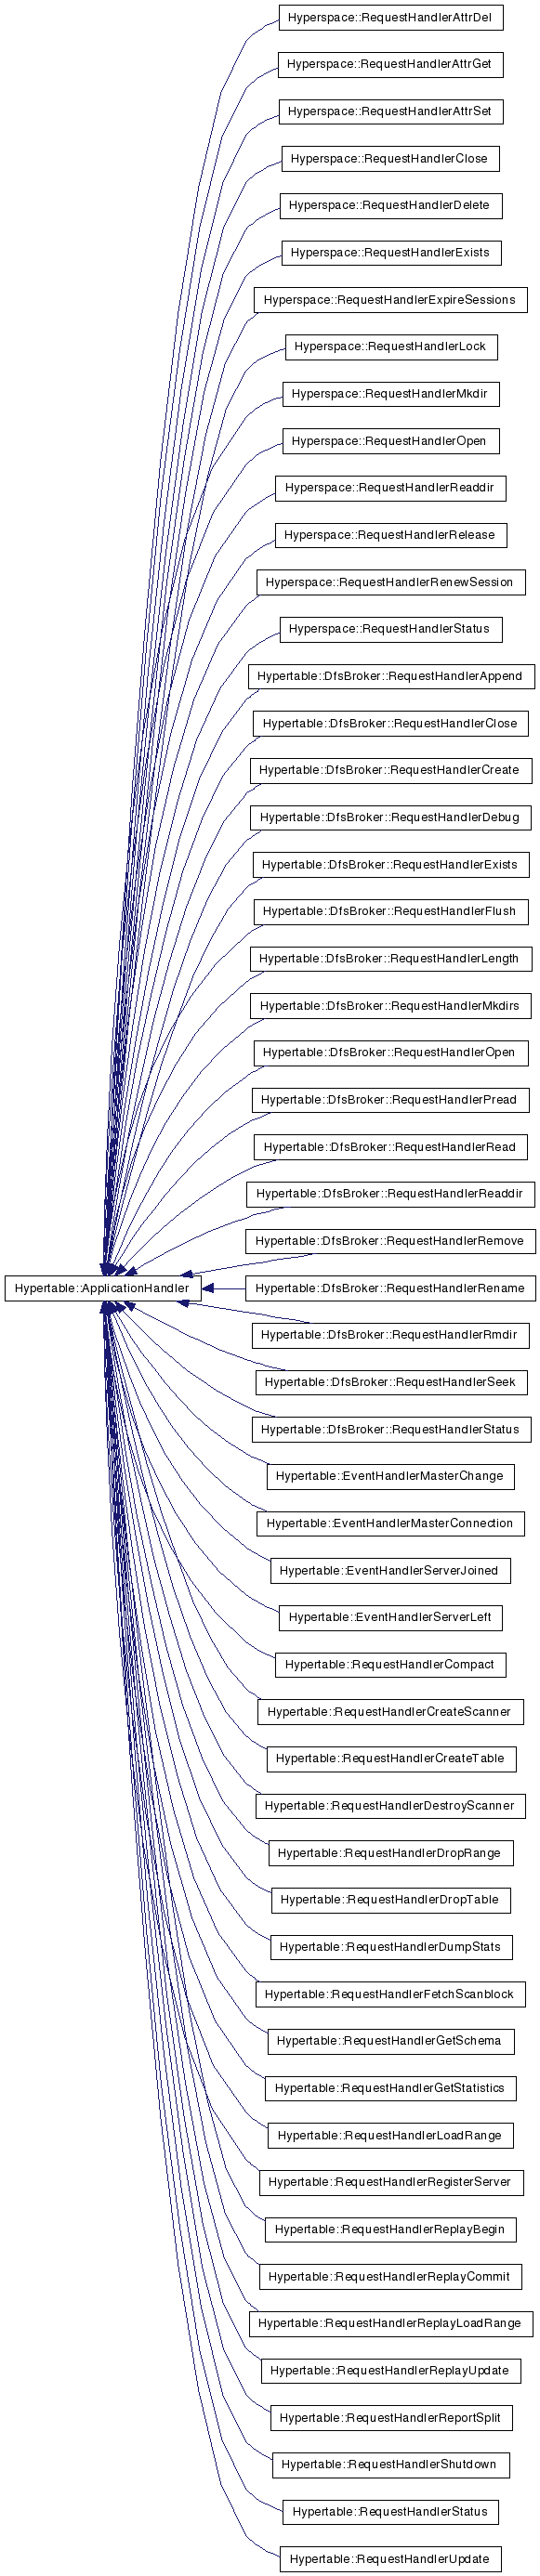 Hyperspace::RequestHandlerAttrDel
Hyperspace::RequestHandlerAttrGet
Hyperspace::RequestHandlerAttrSet
Hyperspace::RequestHandlerClose
Hyperspace::RequestHandlerDelete
Hyperspace::RequestHandlerExists
Hyperspace::RequestHandlerExpireSessions
Hyperspace::RequestHandlerLock
Hyperspace::RequestHandlerMkdir
Hyperspace::RequestHandlerOpen
Hyperspace::RequestHandlerReaddir
Hyperspace::RequestHandlerRelease
Hyperspace::RequestHandlerRenewSession
Hyperspace::RequestHandlerStatus
Hypertable::DfsBroker::RequestHandlerAppend
Hypertable::DfsBroker::RequestHandlerClose
Hypertable::DfsBroker::RequestHandlerCreate
Hypertable::DfsBroker::RequestHandlerDebug
Hypertable::DfsBroker::RequestHandlerExists
Hypertable::DfsBroker::RequestHandlerFlush
Hypertable::DfsBroker::RequestHandlerLength
Hypertable::DfsBroker::RequestHandlerMkdirs
Hypertable::DfsBroker::RequestHandlerOpen
Hypertable::DfsBroker::RequestHandlerPread
Hypertable::DfsBroker::RequestHandlerRead
Hypertable::DfsBroker::RequestHandlerReaddir
Hypertable::DfsBroker::RequestHandlerRemove
Hypertable::ApplicationHandler
Hypertable::DfsBroker::RequestHandlerRename
Hypertable::DfsBroker::RequestHandlerRmdir
Hypertable::DfsBroker::RequestHandlerSeek
Hypertable::DfsBroker::RequestHandlerStatus
Hypertable::EventHandlerMasterChange
Hypertable::EventHandlerMasterConnection
Hypertable::EventHandlerServerJoined
Hypertable::EventHandlerServerLeft
Hypertable::RequestHandlerCompact
Hypertable::RequestHandlerCreateScanner
Hypertable::RequestHandlerCreateTable
Hypertable::RequestHandlerDestroyScanner
Hypertable::RequestHandlerDropRange
Hypertable::RequestHandlerDropTable
Hypertable::RequestHandlerDumpStats
Hypertable::RequestHandlerFetchScanblock
Hypertable::RequestHandlerGetSchema
Hypertable::RequestHandlerGetStatistics
Hypertable::RequestHandlerLoadRange
Hypertable::RequestHandlerRegisterServer
Hypertable::RequestHandlerReplayBegin
Hypertable::RequestHandlerReplayCommit
Hypertable::RequestHandlerReplayLoadRange
Hypertable::RequestHandlerReplayUpdate
Hypertable::RequestHandlerReportSplit
Hypertable::RequestHandlerShutdown
Hypertable::RequestHandlerStatus
Hypertable::RequestHandlerUpdate